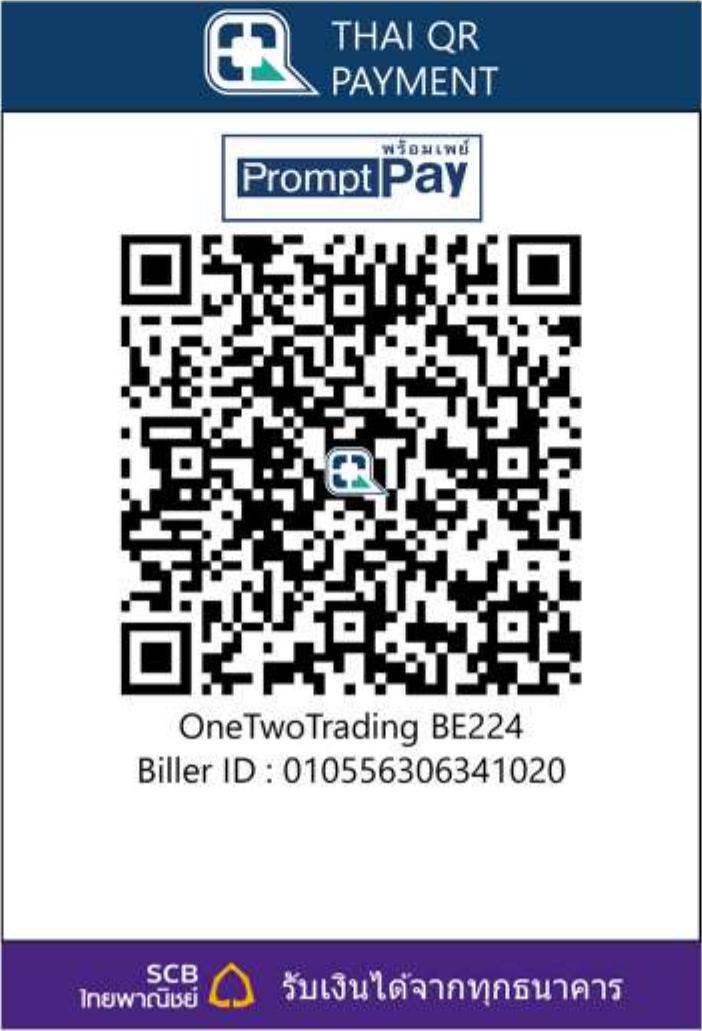 THAI QR
PAYMENT
พร้อมเพย์
Prompt Pay
OneTwoTrading BE224
Biller ID : 010556306341020
SCB
ไทยพาณิชย์
รับเงินได้จากทุกธนาคาร